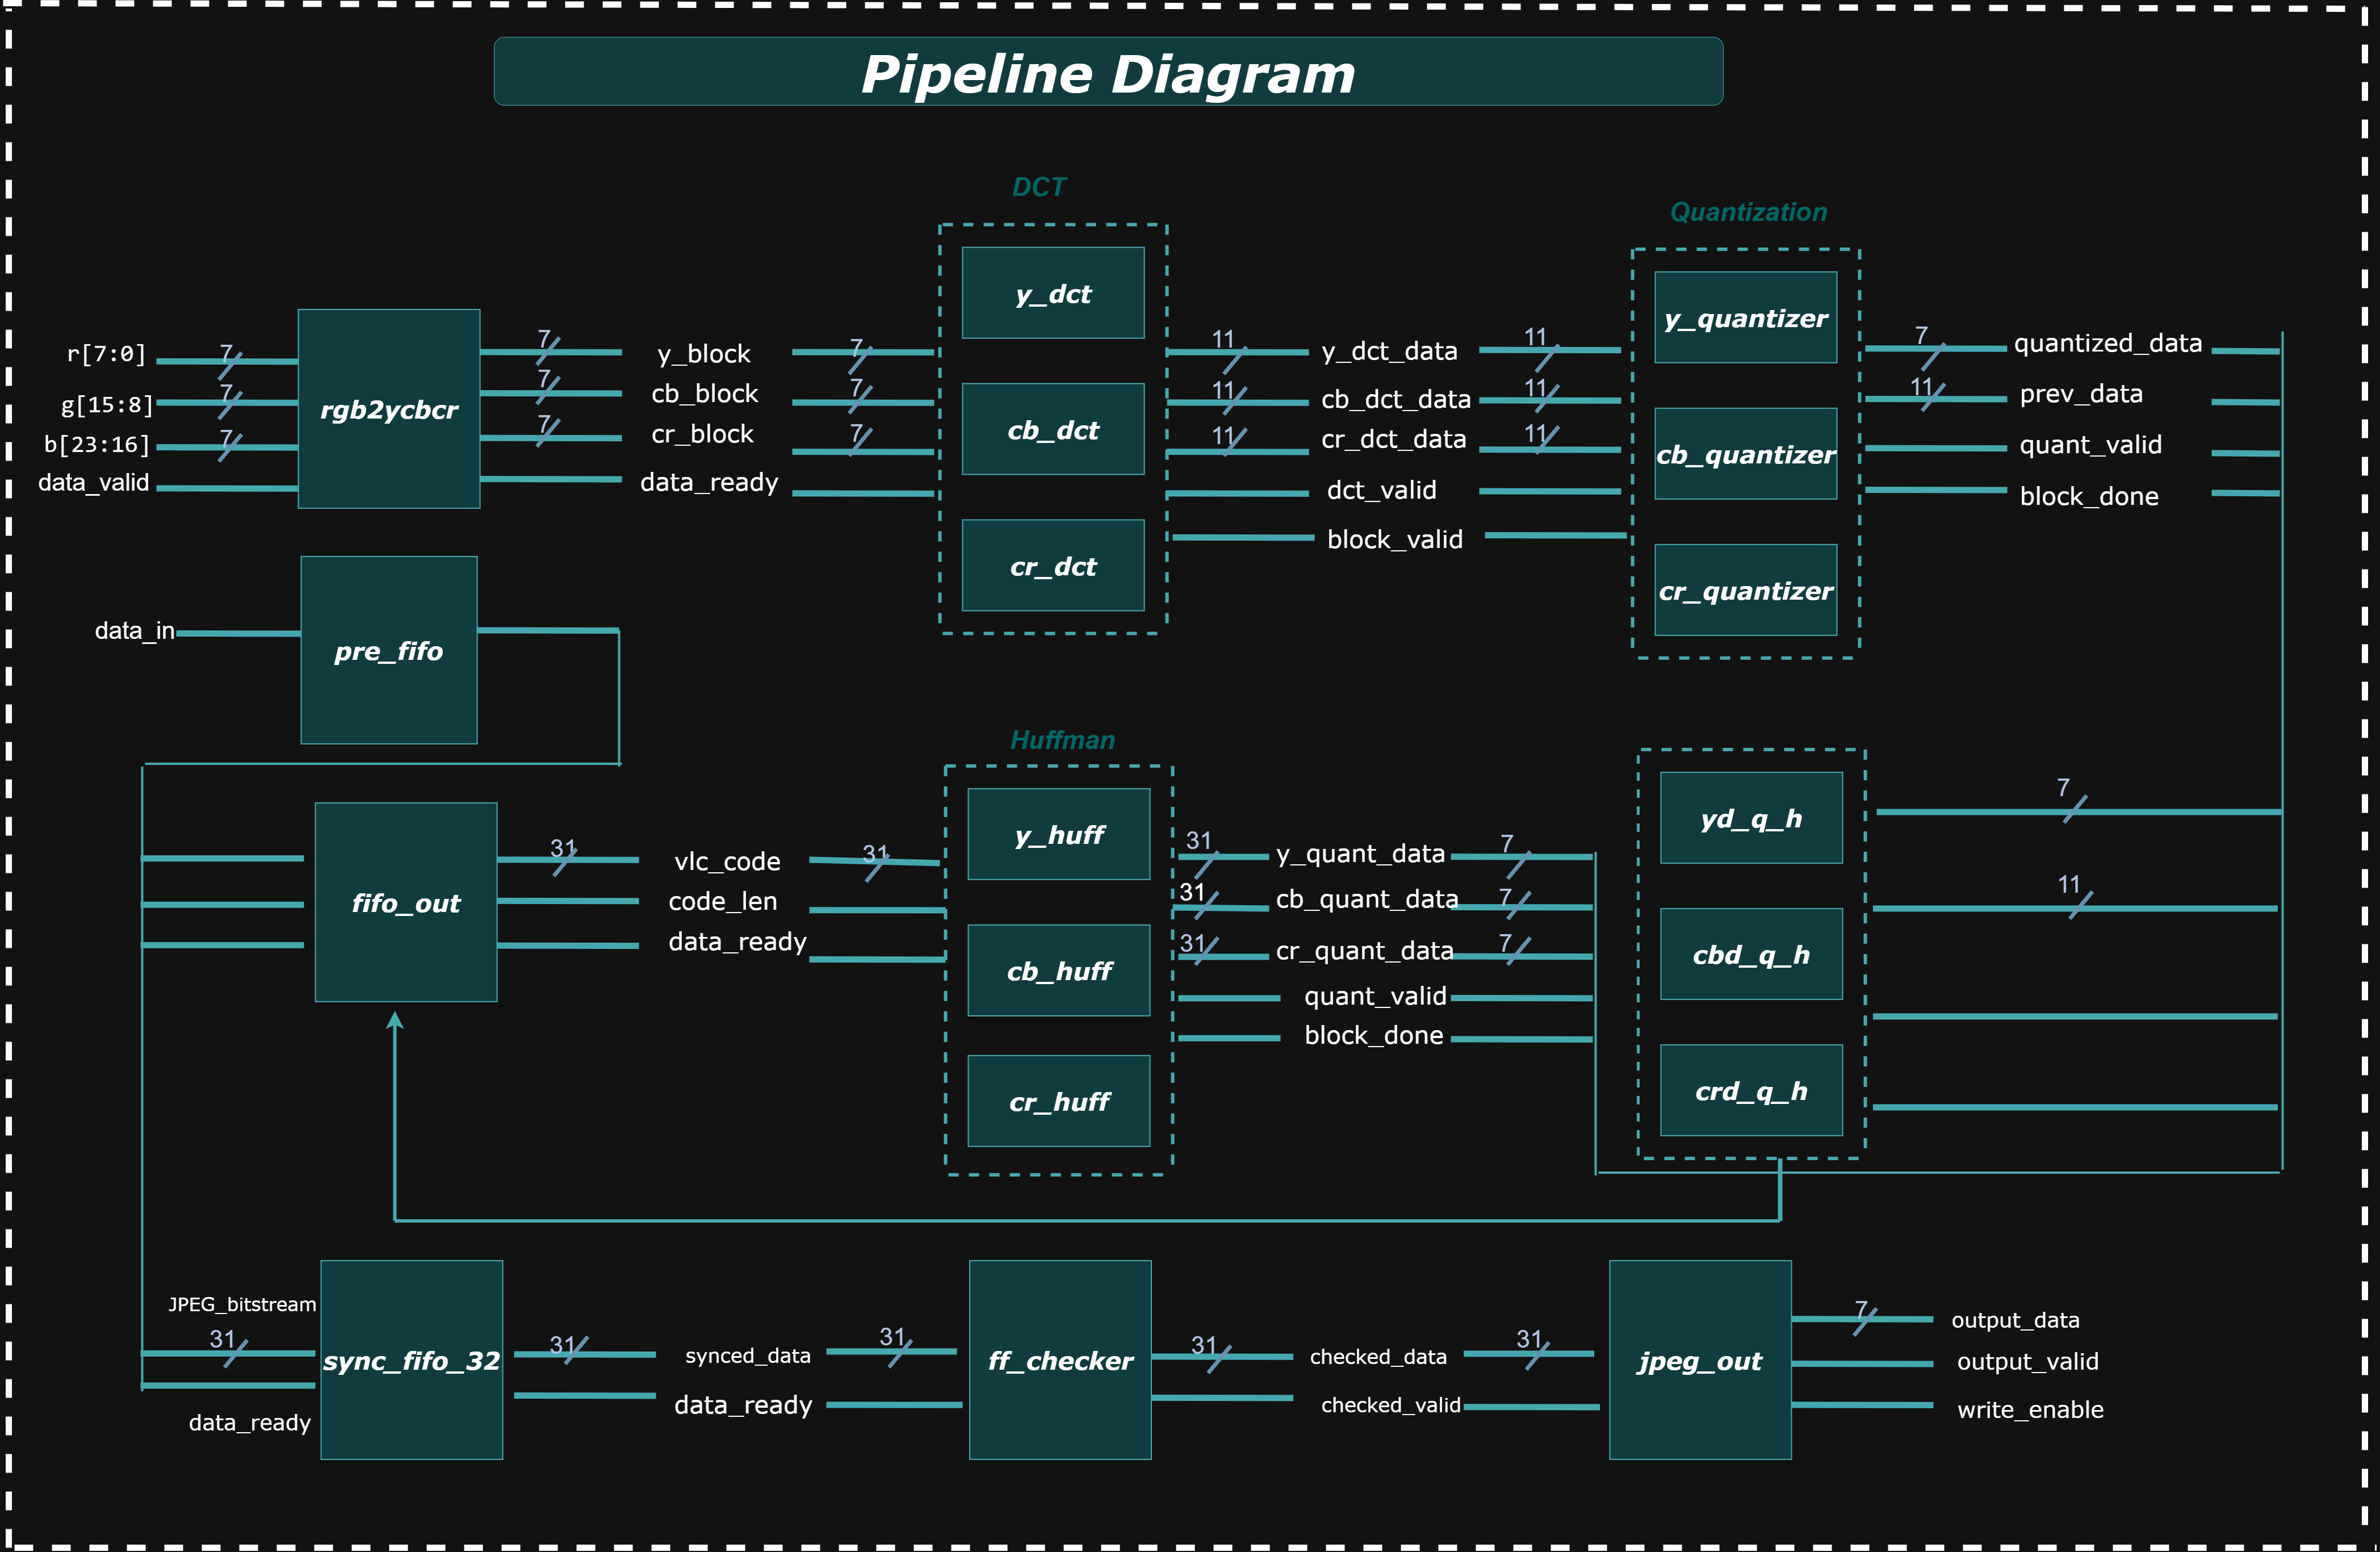 Pipeline Diagram
DCT
Quantization
r[7:0]
g[15:8]
b[23:16]
data_valid
7
7
7
rgb2ycbcr
7
7
7
y_block
cb_block
cr_block
data_ready
7
7
7
y_dct
cb_dct
cr_dct
11
11
11
y_dct_data
cb_dct_data
cr_dct_data
dct_valid
block_valid
11
11
11
y_quantizer
cb_quantizer
cr_quantizer
7
11
quantized_data
prev_data
quant_valid
block_done
data_in
pre_fifo
Huffman
fifo_out
31
vlc_code
code_len
data_ready
31
y_huff
cb_huff
cr_huff
31
31
31
y_quant_data
cb_quant_data
cr_quant_data
quant_valid
block_done
7
7
7
yd_q_h
cbd_q_h
crd_q_h
7
11
JPEG_bitstream
31
data_ready
sync_fifo_32
31
synced_data
data_ready
31
ff_checker
31
checked_data
checked_valid
31
jpeg_out
7
output_data
output_valid
write_enable